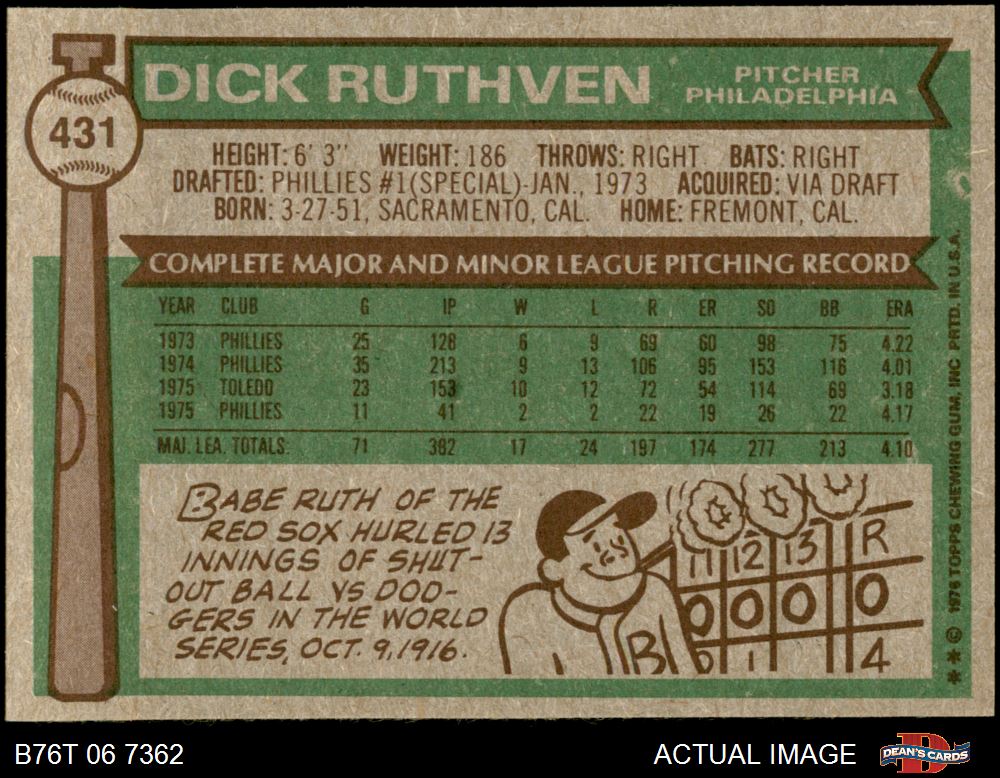 DICK RUTHVEN
PITCHER
PHILADELPHIA
431
HEIGHT: 6' 3" WEIGHT: 186 THROWS: RIGHT BATS: RIGHT
DRAFTED: PHILLIES #1(SPECIAL)-JAN., 1973 ACQUIRED: VIA DRAFT
BORN: 3-27-51, SACRAMENTO, CAL. HOME: FREMONT, CAL.
COMPLETE MAJOR AND MINOR LEAGUE PITCHING RECORD
YEAR CLUB G IP W L R ER SO BB ERA
1973 PHILLIES 25 128 6 9 69 60 98 75 4.22
1974 PHILLIES 35 213 9 13 106 95 153 116 4.01
1975 TOLEDO 23 153 10 12 72 54 114 69 3.18
1975 PHILLIES 11 41 2 2 22 19 26 22 4.17
MAJ. LEA. TOTALS. 71 382 17 24 197 174 277 213 4.10
BABE RUTH OF THE
RED SOX HURLED 13
INNINGS OF SHUT-
OUT BALL VS DOD-
GERS IN THE WORLD
SERIES, OCT. 9, 1916.
11 12 13 R
0 0 0 0
B 0 1 4
** © 1976 TOPPS CHEWING GUM, INC PRTD. IN U.S.A.
B76T 06 7362
ACTUAL IMAGE
D
DEAN'S CARDS